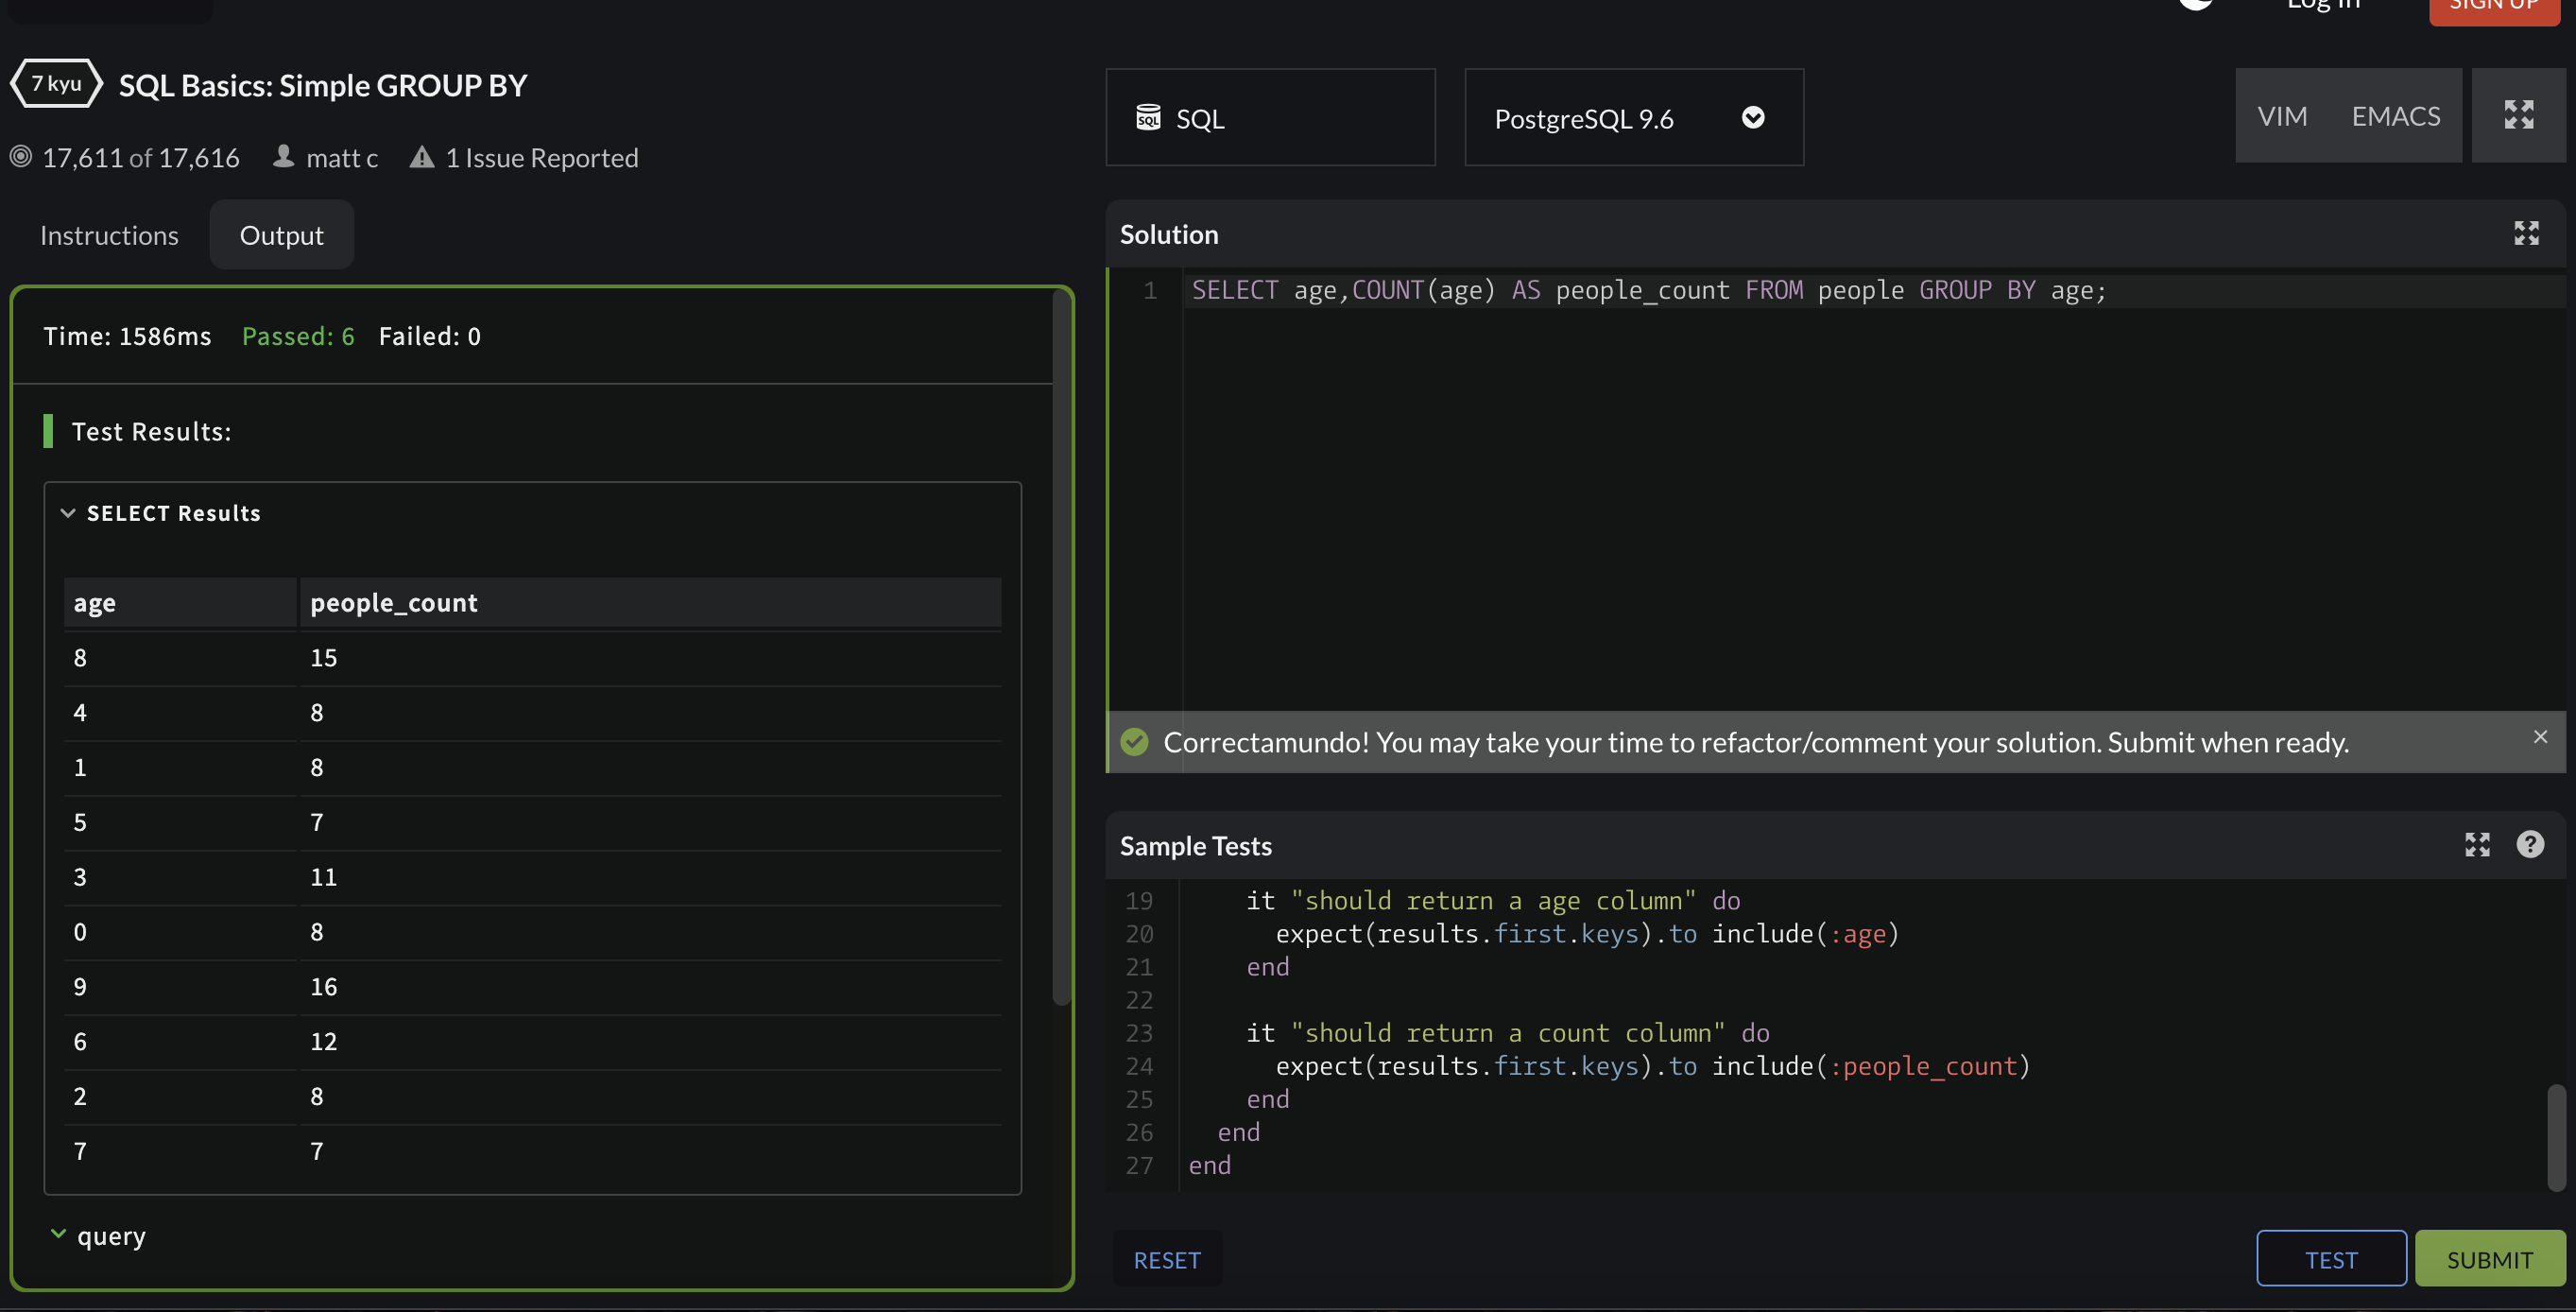 Log In
SIGN UP
7 kyu
SQL Basics: Simple GROUP BY
17,611 of 17,616
matt c
1 Issue Reported
SQL
SQL
PostgreSQL 9.6
VIM
EMACS
Instructions
Output
Time: 1586ms Passed: 6 Failed: 0
Test Results:
SELECT Results
age people_count
8 15
4 8
1 8
5 7
3 11
0 8
9 16
6 12
2 8
7 7
query
Solution
1 SELECT age,COUNT(age) AS people_count FROM people GROUP BY age;
Correctamundo! You may take your time to refactor/comment your solution. Submit when ready.
Sample Tests
?
19 it "should return a age column" do
20 expect(results.first.keys).to include(:age)
21 end
22
23 it "should return a count column" do
24 expect(results.first.keys).to include(:people_count)
25 end
26 end
27 end
RESET
TEST
SUBMIT